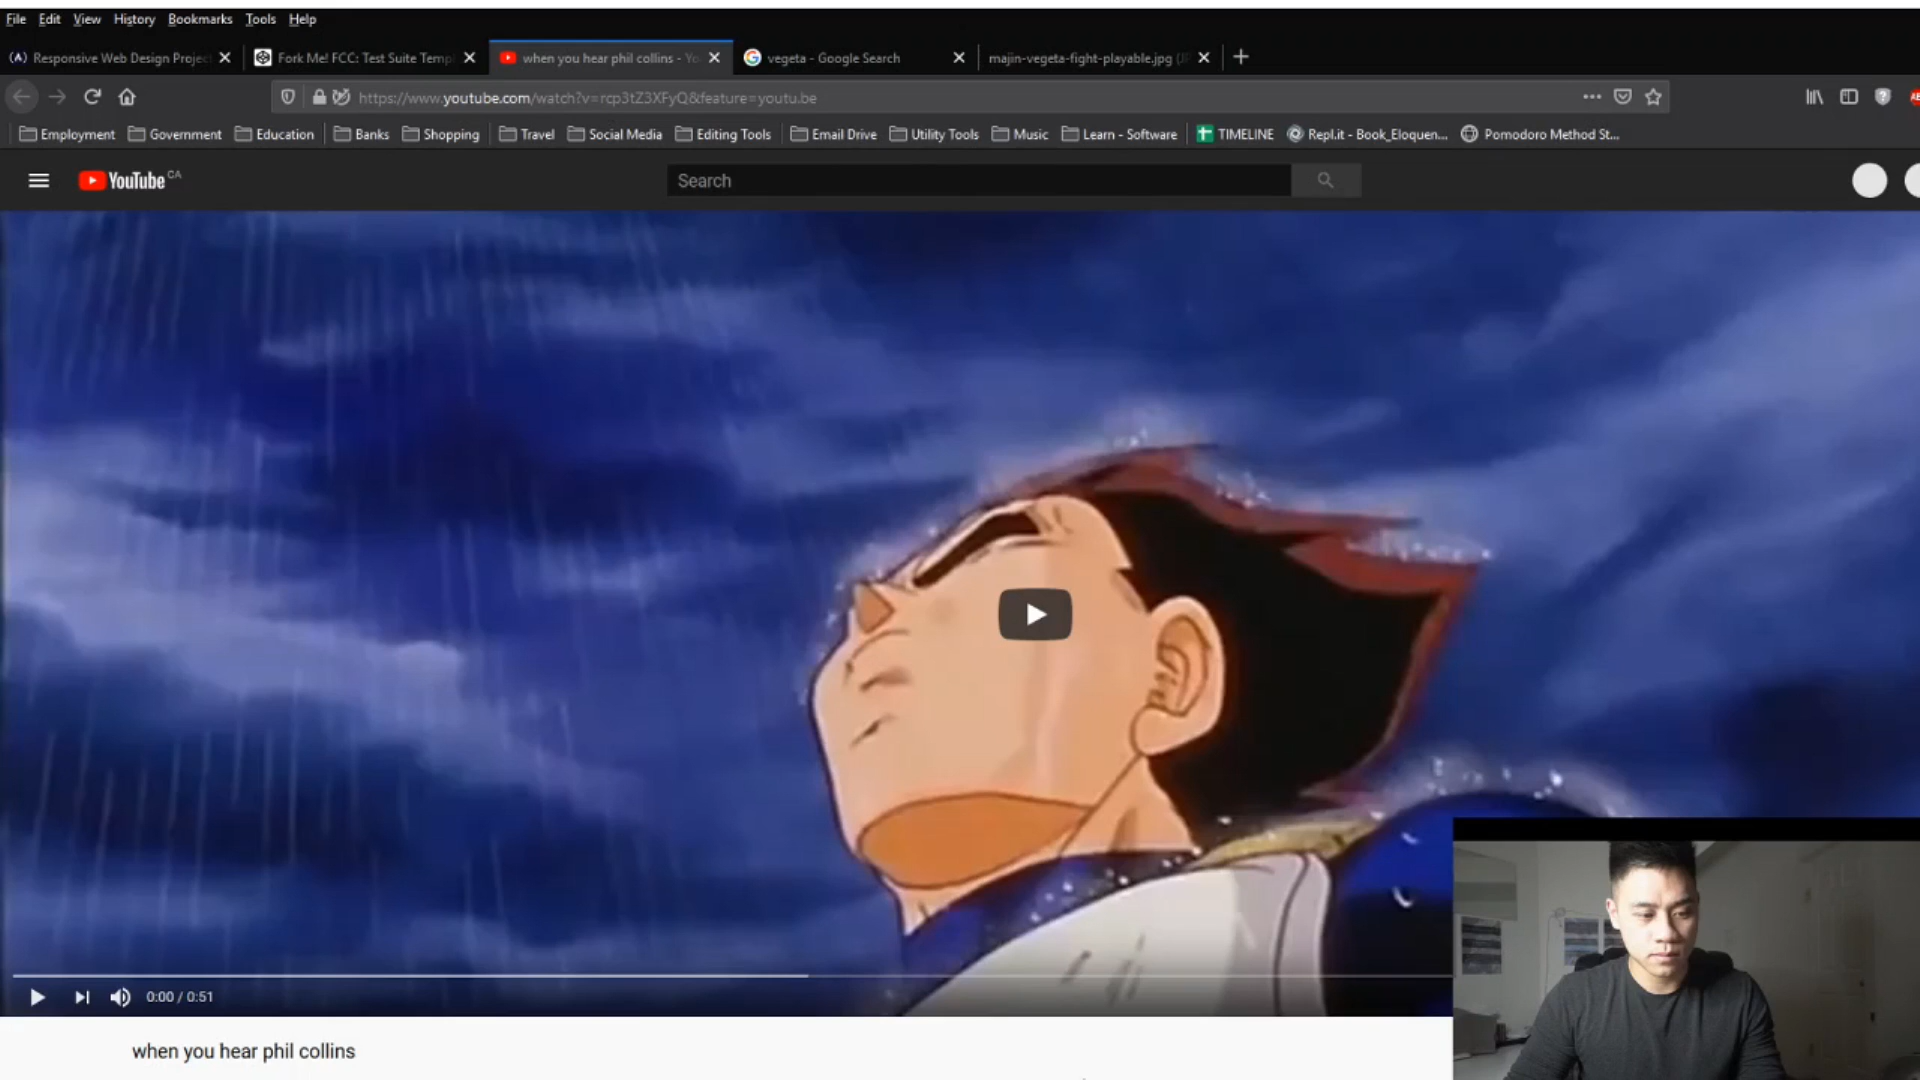 File Edit View History Bookmarks Tools Help
(Λ) Responsive Web Design Projec
Fork Me! FCC: Test Suite Templ
when you hear phil collins - Yo
vegeta - Google Search
majin-vegeta-fight-playable.jpg (J
https://www.youtube.com/watch?v=rcp3tZ3XFyQ&feature=youtu.be
Employment Government Education Banks Shopping Travel Social Media Editing Tools Email Drive Utility Tools Music Learn - Software TIMELINE Repl.it - Book_Eloquen... Pomodoro Method St...
YouTube CA
Search
0:00 / 0:51
when you hear phil collins